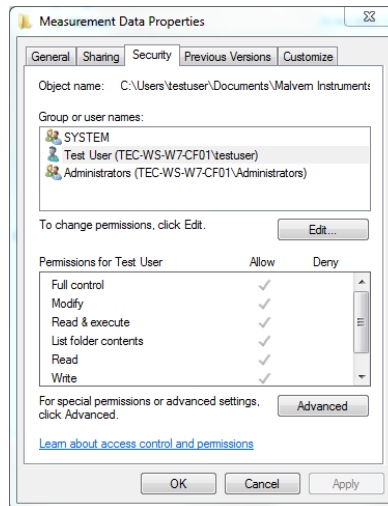 Measurement Data Properties
General Sharing Security Previous Versions Customize
Object name: C:\Users\testuser\Documents\Malvern Instruments
Group or user names:
SYSTEM
Test User (TEC-WS-W7-CF01\testuser)
Administrators (TEC-WS-W7-CF01\Administrators)
To change permissions, click Edit.
Edit...
Permissions for Test User Allow Deny
Full control
Modify
Read & execute
List folder contents
Read
Write
For special permissions or advanced settings,
click Advanced.
Advanced
Learn about access control and permissions
OK Cancel Apply